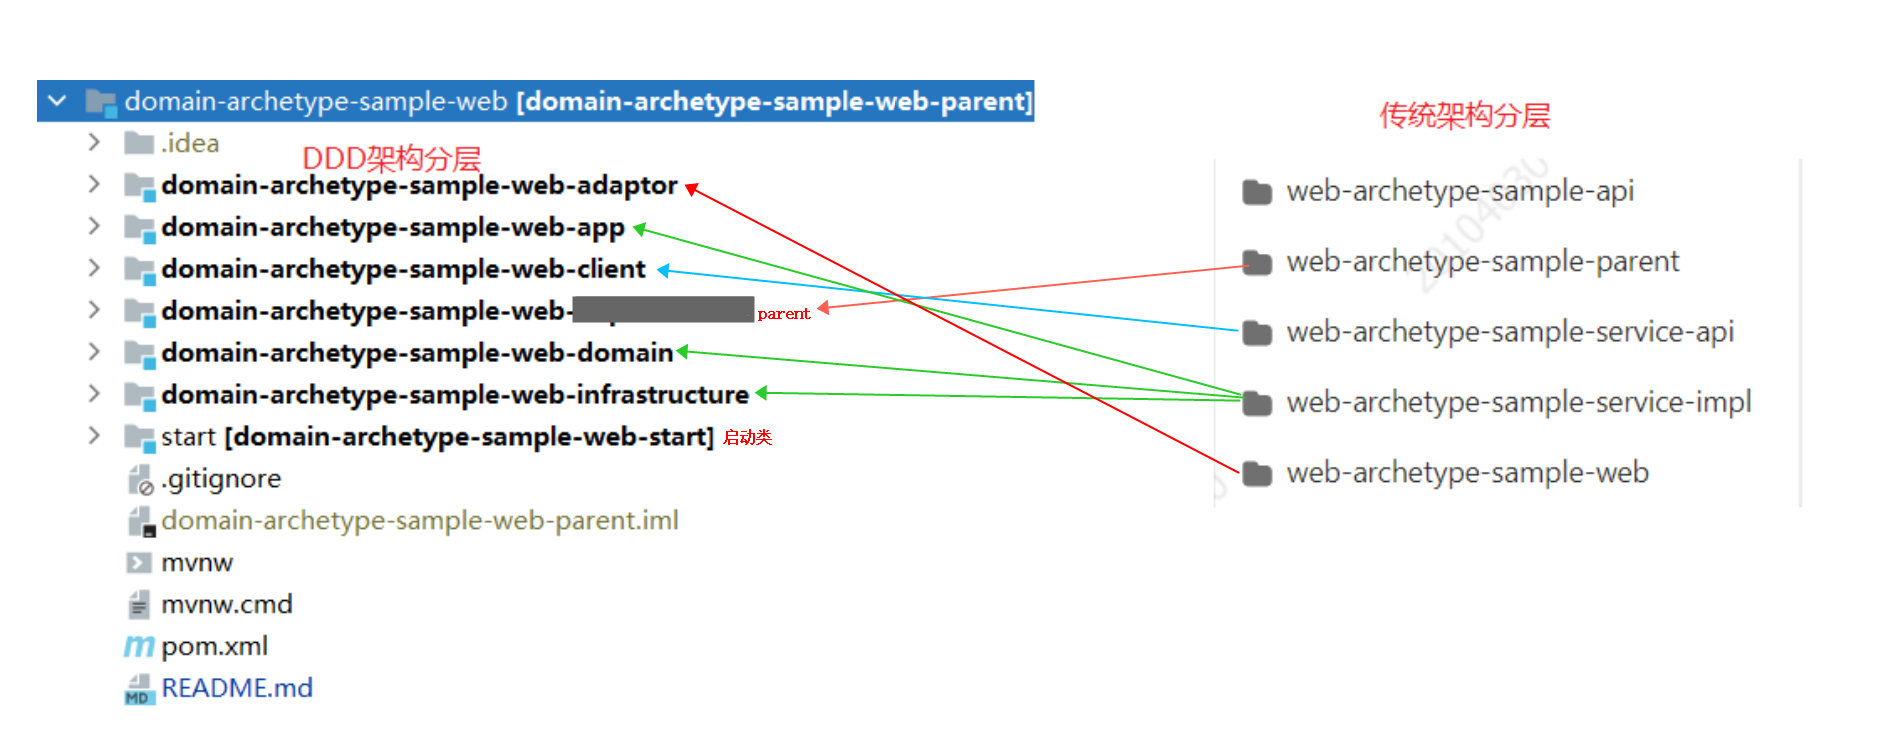 domain-archetype-sample-web [domain-archetype-sample-web-parent]
.idea
DDD架构分层
domain-archetype-sample-web-adaptor
domain-archetype-sample-web-app
domain-archetype-sample-web-client
domain-archetype-sample-web-
parent
domain-archetype-sample-web-domain
domain-archetype-sample-web-infrastructure
start [domain-archetype-sample-web-start] 启动类
.gitignore
domain-archetype-sample-web-parent.iml
mvnw
mvnw.cmd
m pom.xml
MD README.md
传统架构分层
web-archetype-sample-api
web-archetype-sample-parent
web-archetype-sample-service-api
web-archetype-sample-service-impl
web-archetype-sample-web